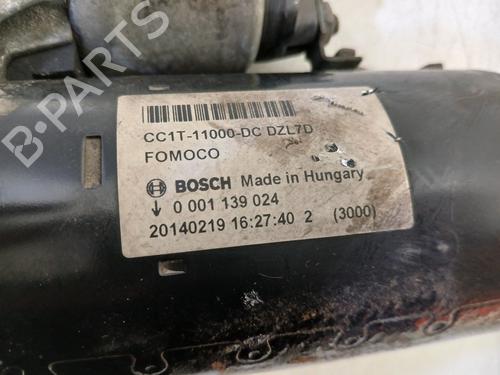 CC1T-11000-DC DZL7D
FOMOCO
BOSCH Made in Hungary
↓ 0 001 139 024
20140219 16:27:40 2 (3000)
B-PARTS